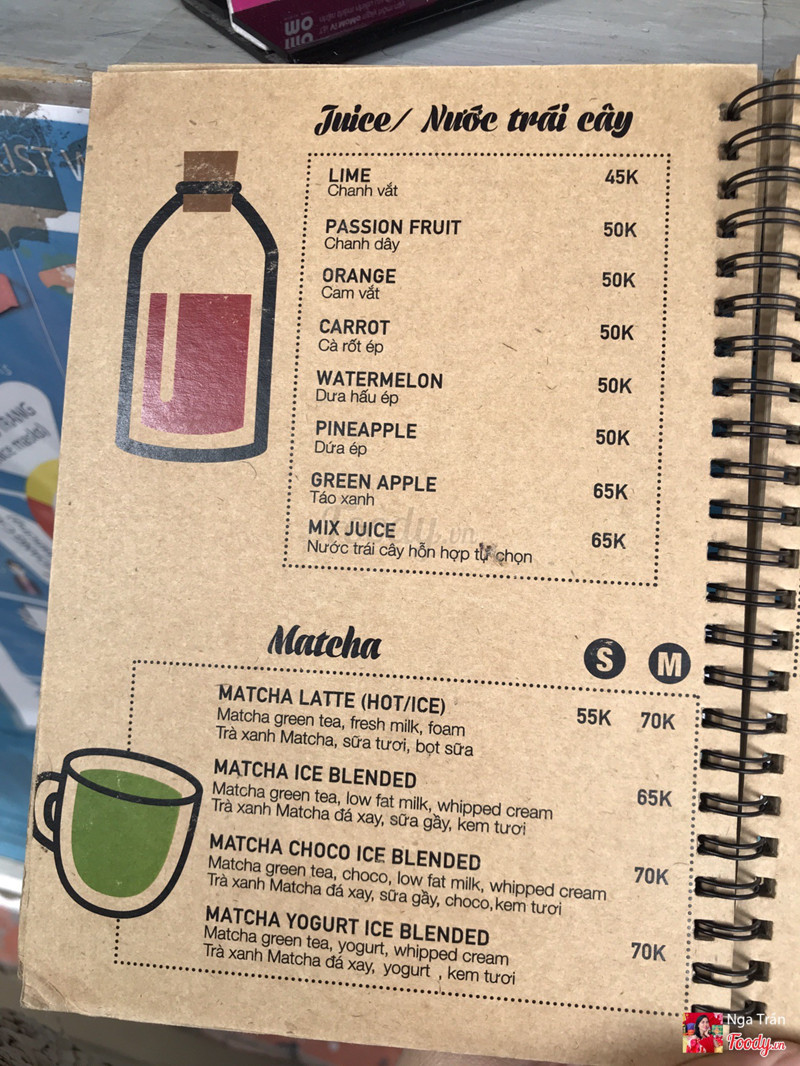 Juice/ Nước trái cây
LIME 45K
Chanh vắt
PASSION FRUIT 50K
Chanh dây
ORANGE 50K
Cam vắt
CARROT 50K
Cà rốt ép
WATERMELON 50K
Dưa hấu ép
PINEAPPLE 50K
Dứa ép
GREEN APPLE 65K
Táo xanh
MIX JUICE 65K
Nước trái cây hỗn hợp tự chọn
Matcha S M
MATCHA LATTE (HOT/ICE) 55K 70K
Matcha green tea, fresh milk, foam
Trà xanh Matcha, sữa tươi, bọt sữa
MATCHA ICE BLENDED 65K
Matcha green tea, low fat milk, whipped cream
Trà xanh Matcha đá xay, sữa gầy, kem tươi
MATCHA CHOCO ICE BLENDED 70K
Matcha green tea, choco, low fat milk, whipped cream
Trà xanh Matcha đá xay, sữa gầy, choco,kem tươi
MATCHA YOGURT ICE BLENDED 70K
Matcha green tea, yogurt, whipped cream
Trà xanh Matcha đá xay, yogurt , kem tươi
Nga Trần
Foody.vn